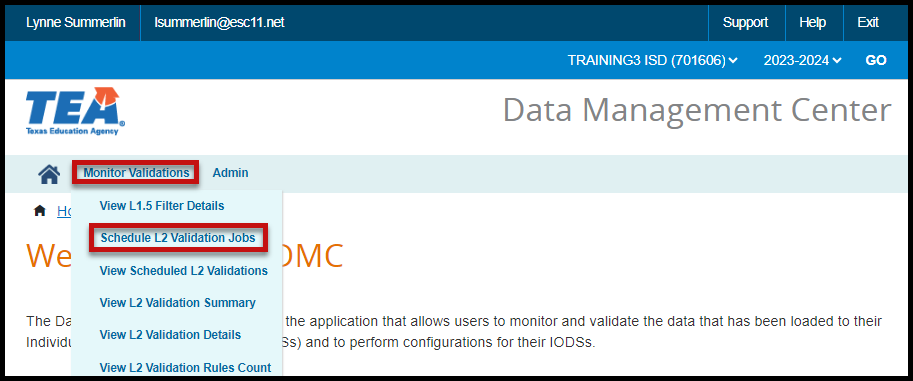 Lynne Summerlin lsummerlin@esc11.net Support Help Exit
TRAINING3 ISD (701606) 2023-2024 GO
TEA
Texas Education Agency
Data Management Center
Monitor Validations Admin
Ho
View L1.5 Filter Details
Schedule L2 Validation Jobs
We DMC
View Scheduled L2 Validations
View L2 Validation Summary
The Da the application that allows users to monitor and validate the data that has been loaded to their
View L2 Validation Details
Individu Ss) and to perform configurations for their IODSs.
View L2 Validation Rules Count